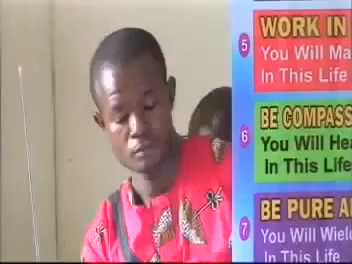 5
WORK IN
You Will Ma
In This Life
6
BE COMPASS
You Will Hea
In This Life
7
BE PURE A
You Will Wiel
In This Life